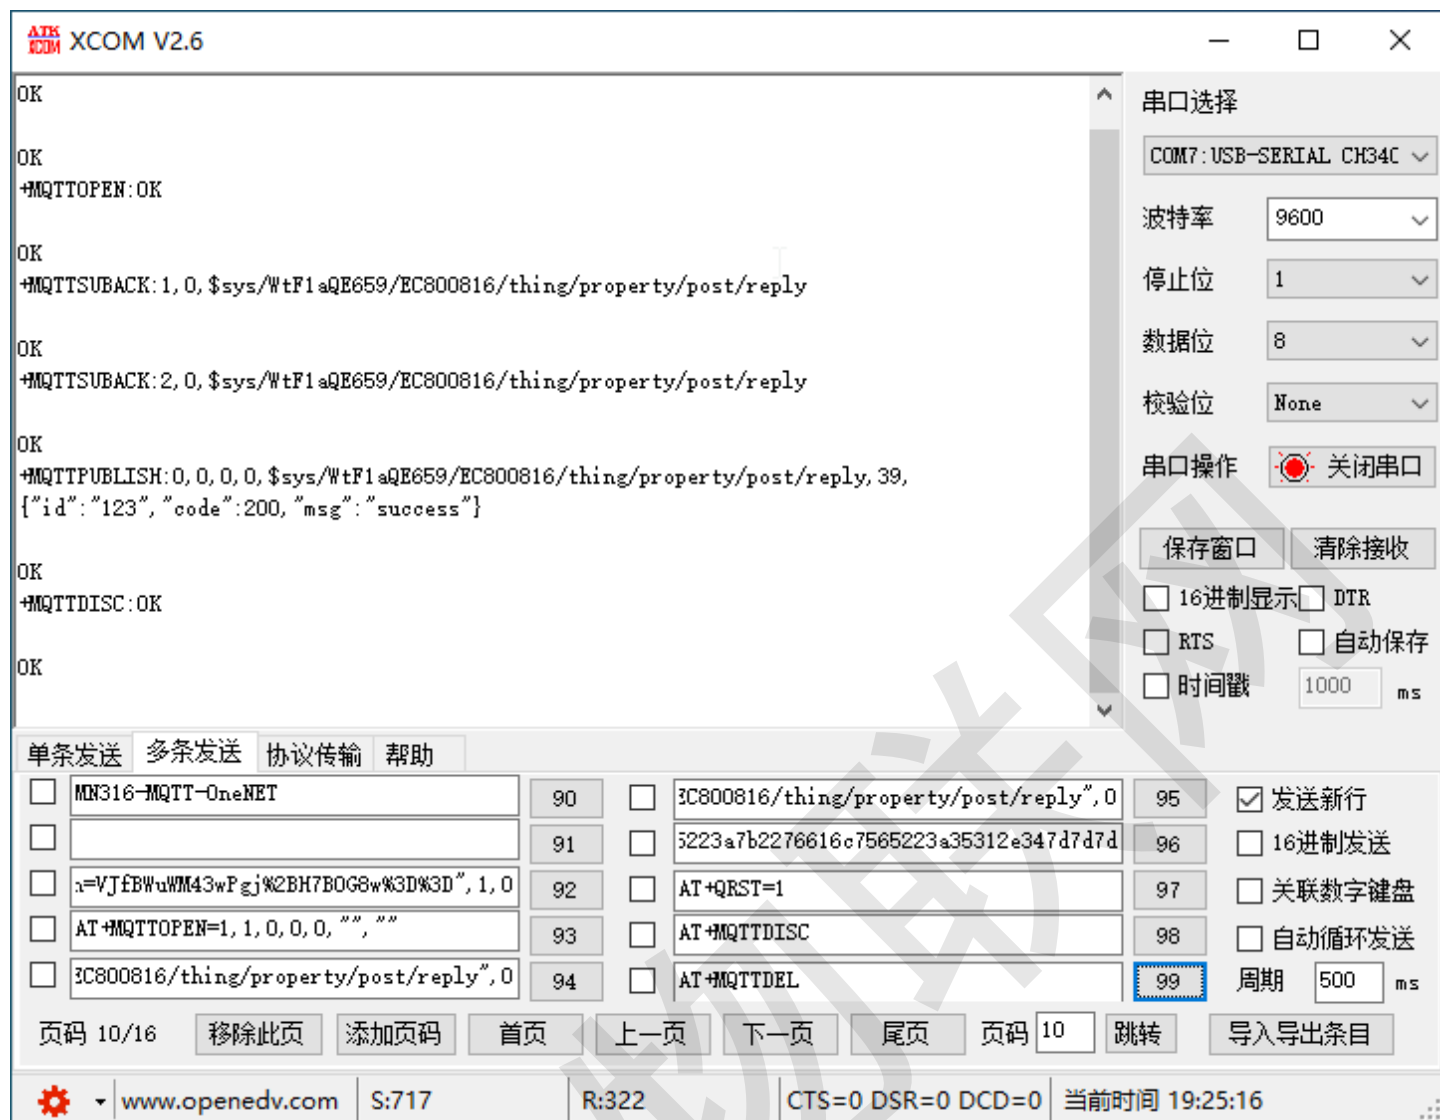 ATK
XCOM
XCOM V2.6
OK
OK
+MQTTOPEN:OK
OK
+MQTTSUBACK:1,0,$sys/WtF1aQE659/EC800816/thing/property/post/reply
OK
+MQTTSUBACK:2,0,$sys/WtF1aQE659/EC800816/thing/property/post/reply
OK
+MQTTPUBLISH:0,0,0,0,$sys/WtF1aQE659/EC800816/thing/property/post/reply,39,
{"id":"123","code":200,"msg":"success"}
OK
+MQTTDISC:OK
OK
串口选择
COM7:USB-SERIAL CH340
波特率 9600
停止位 1
数据位 8
校验位 None
串口操作 关闭串口
保存窗口 清除接收
16进制显示 DTR
RTS 自动保存
时间戳 1000 ms
单条发送 多条发送 协议传输 帮助
MN316-MQTT-OneNET 90 EC800816/thing/property/post/reply",0 95 发送新行
91 5223a7b2276616c7565223a35312e347d7d7d 96 16进制发送
n=VJfBWuWM43wPgj%2BH7BOG8w%3D%3D",1,0 92 AT+QRST=1 97 关联数字键盘
AT+MQTTOPEN=1,1,0,0,0,"","" 93 AT+MQTTDISC 98 自动循环发送
EC800816/thing/property/post/reply",0 94 AT+MQTTDEL 99 周期 500 ms
页码 10/16 移除此页 添加页码 首页 上一页 下一页 尾页 页码 10 跳转 导入导出条目
www.openedv.com S:717 R:322 CTS=0 DSR=0 DCD=0 当前时间 19:25:16
物联网